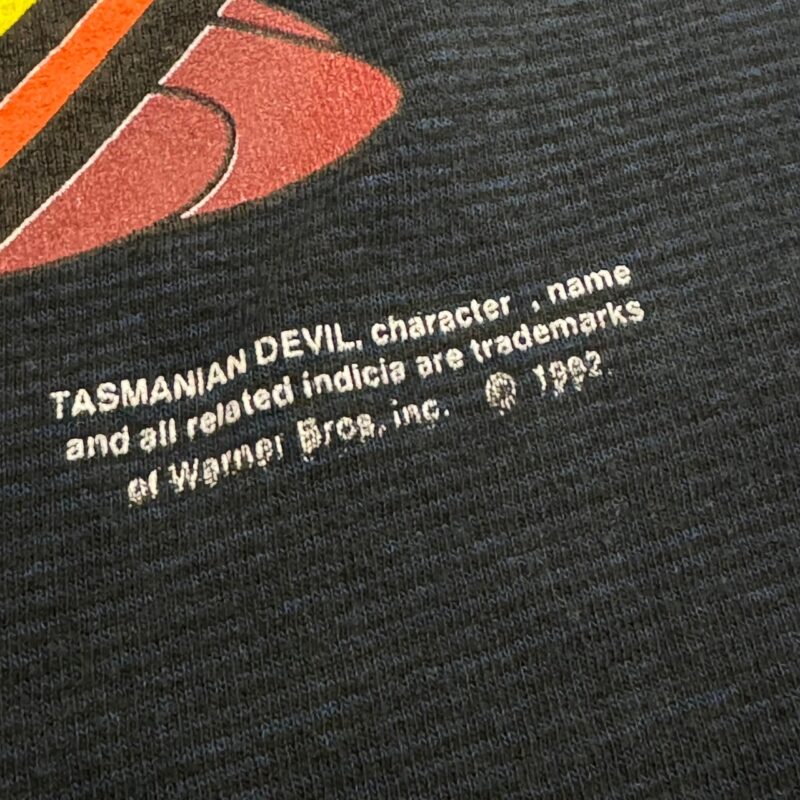 TASMANIAN DEVIL, character , name
and all related indicia are trademarks
of Warner Bros, inc. © 1992.